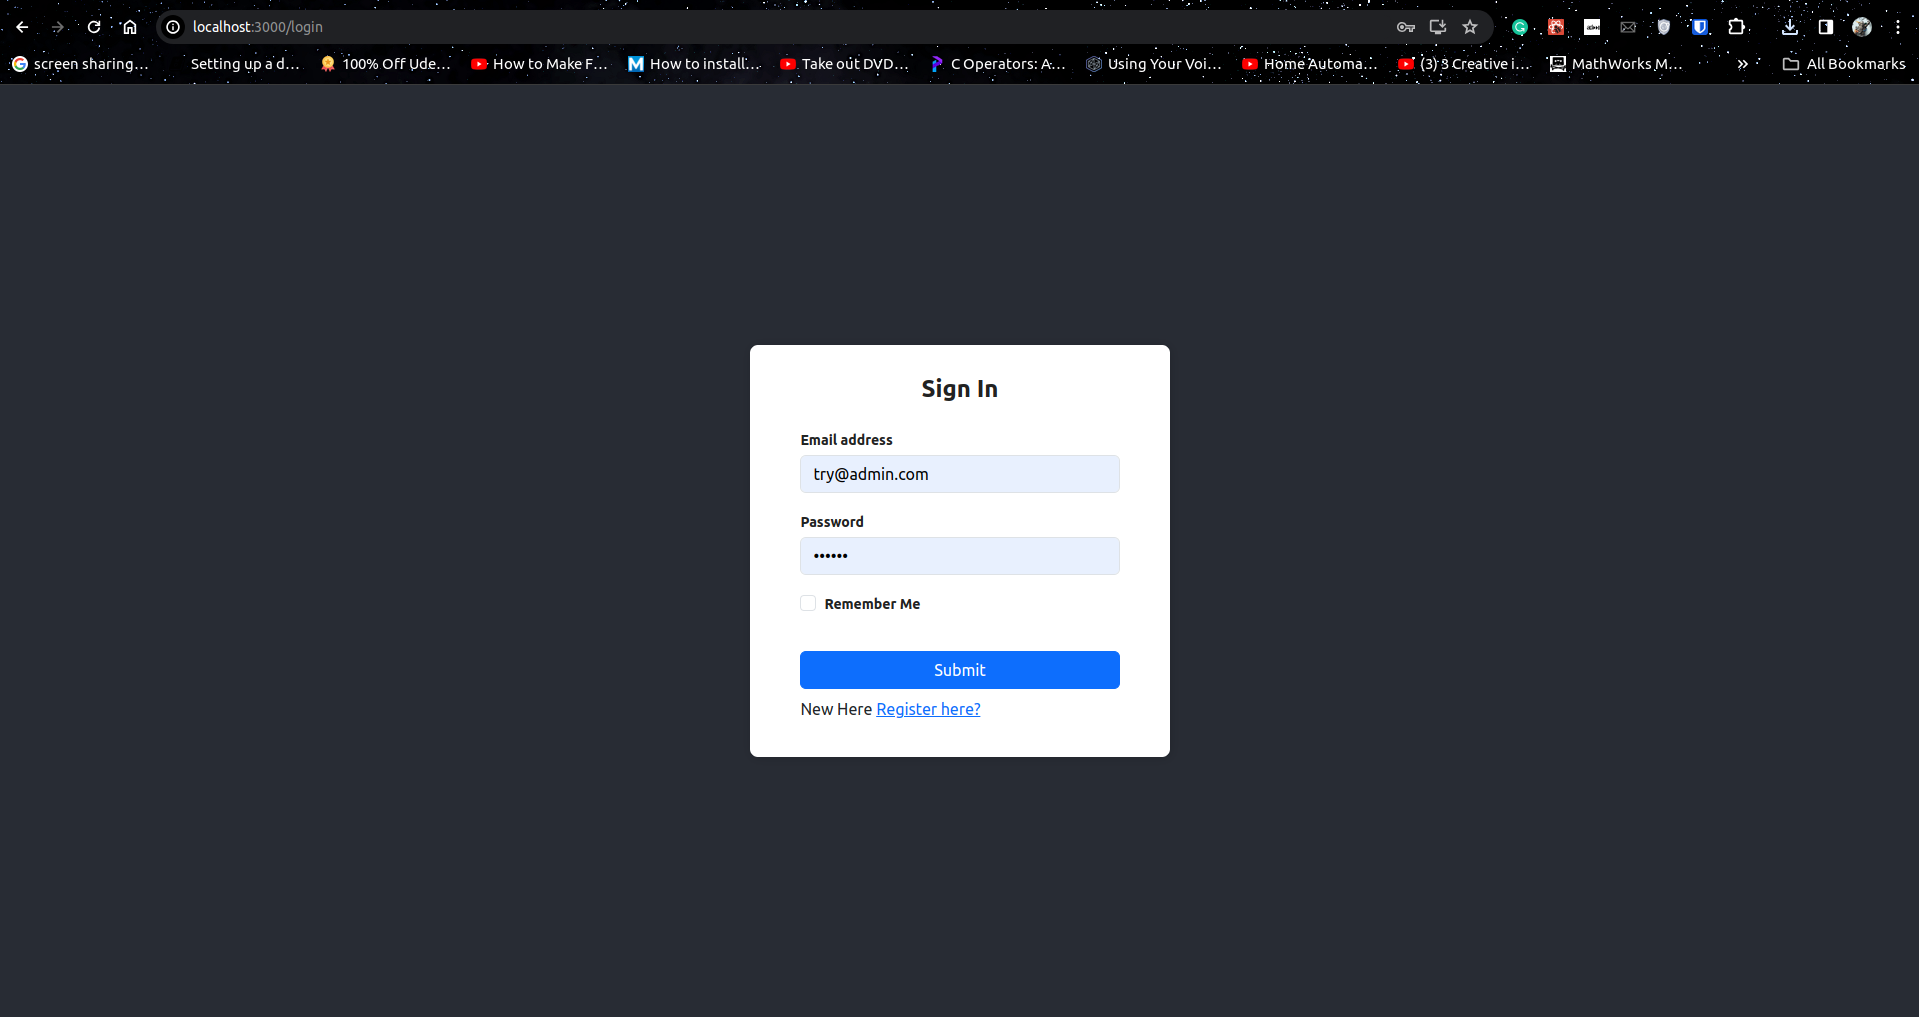 localhost:3000/login
screen sharing...
Setting up a d...
100% Off Ude...
How to Make F...
How to install...
Take out DVD...
C Operators: A...
Using Your Voi...
Home Automa...
(3) 3 Creative i...
MathWorks M...
All Bookmarks
Sign In
Email address
try@admin.com
Password
••••••
Remember Me
Submit
New Here Register here?